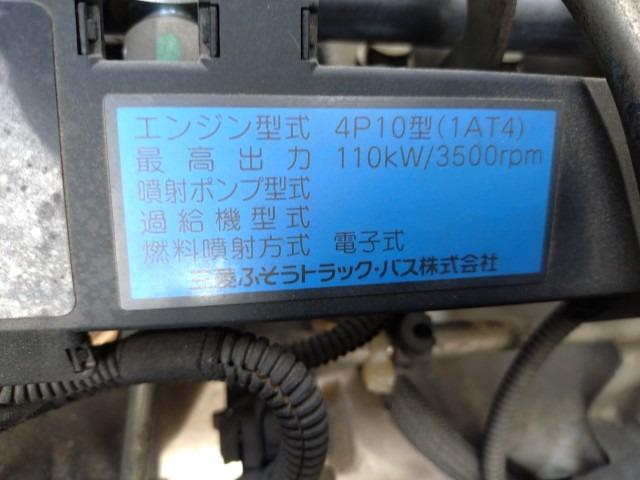 エンジン型式 4P10型(1AT4)
最高出力 110kW/3500rpm
噴射ポンプ型式
過給機型式
燃料噴射方式 電子式
三菱ふそうトラック・バス株式会社